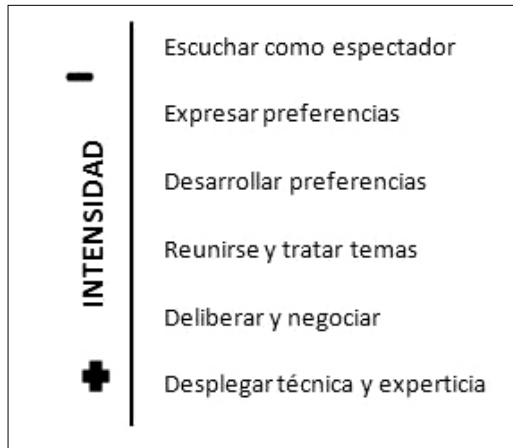 Escuchar como espectador
Expresar preferencias
Desarrollar preferencias
Reunirse y tratar temas
Deliberar y negociar
Desplegar técnica y experticia
INTENSIDAD